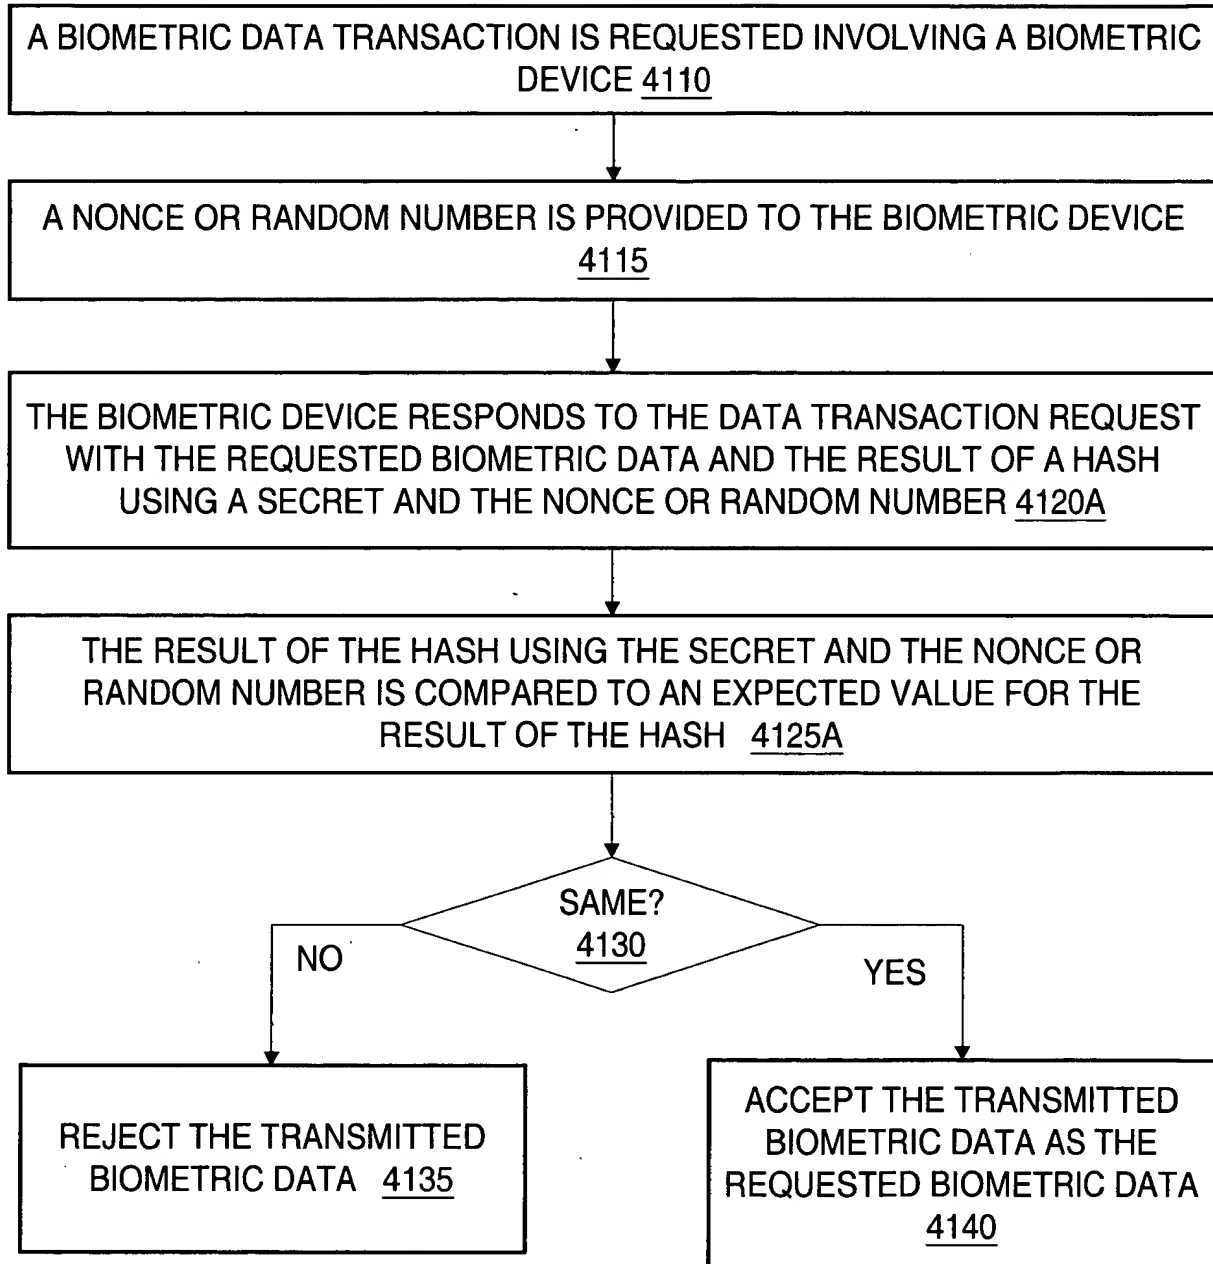 A BIOMETRIC DATA TRANSACTION IS REQUESTED INVOLVING A BIOMETRIC
DEVICE 4110
A NONCE OR RANDOM NUMBER IS PROVIDED TO THE BIOMETRIC DEVICE
4115
THE BIOMETRIC DEVICE RESPONDS TO THE DATA TRANSACTION REQUEST
WITH THE REQUESTED BIOMETRIC DATA AND THE RESULT OF A HASH
USING A SECRET AND THE NONCE OR RANDOM NUMBER 4120A
THE RESULT OF THE HASH USING THE SECRET AND THE NONCE OR
RANDOM NUMBER IS COMPARED TO AN EXPECTED VALUE FOR THE
RESULT OF THE HASH 4125A
SAME?
4130
NO
YES
REJECT THE TRANSMITTED
BIOMETRIC DATA 4135
ACCEPT THE TRANSMITTED
BIOMETRIC DATA AS THE
REQUESTED BIOMETRIC DATA
4140